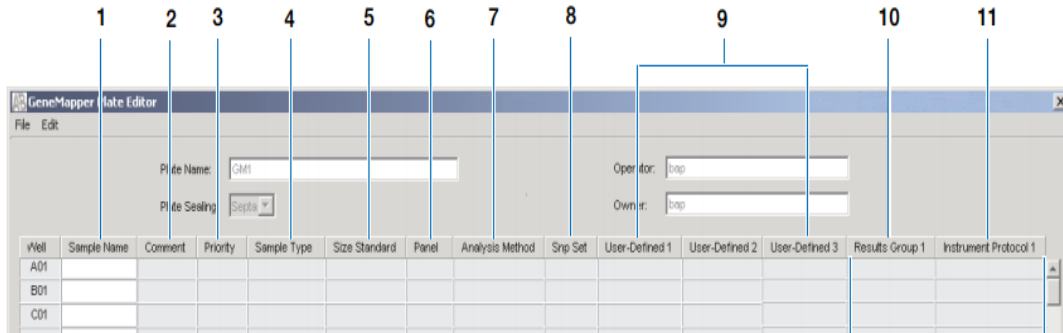 1 2 3 4 5 6 7 8 9 10 11
GeneMapper Plate Editor
File Edit
Plate Name: GM1 Operator: bap
Plate Sealing Septa Owner: bap
Well Sample Name Comment Priority Sample Type Size Standard Panel Analysis Method Snp Set User-Defined 1 User-Defined 2 User-Defined 3 Results Group 1 Instrument Protocol 1
A01
B01
C01